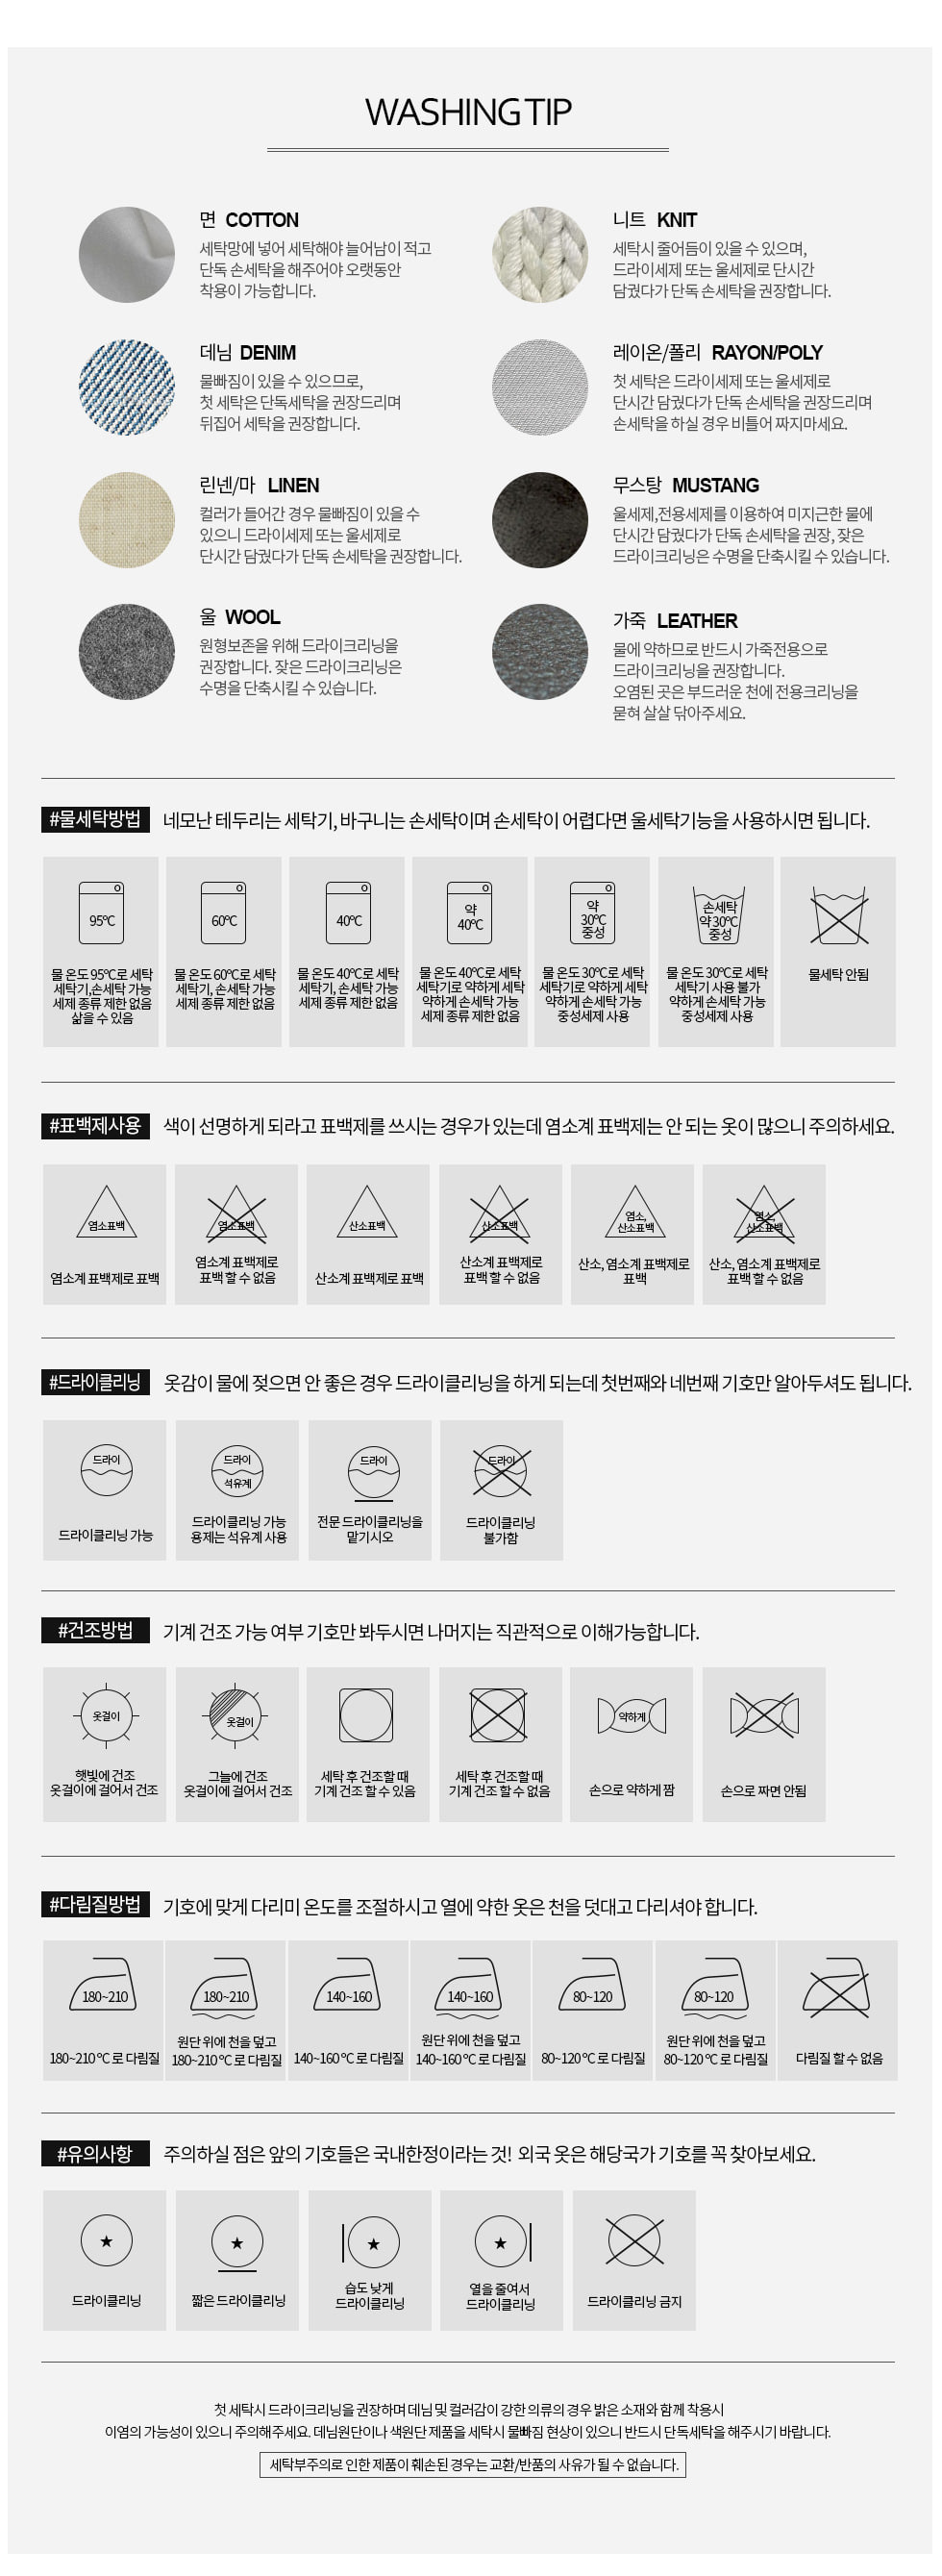 WASHING TIP
면 COTTON
세탁망에 넣어 세탁해야 늘어남이 적고
단독 손세탁을 해주어야 오랫동안
착용이 가능합니다.
니트 KNIT
세탁시 줄어듬이 있을 수 있으며,
드라이세제 또는 울세제로 단시간
담궜다가 단독 손세탁을 권장합니다.
데님 DENIM
물빠짐이 있을 수 있으므로,
첫 세탁은 단독세탁을 권장드리며
뒤집어 세탁을 권장합니다.
레이온/폴리 RAYON/POLY
첫 세탁은 드라이세제 또는 울세제로
단시간 담궜다가 단독 손세탁을 권장드리며
손세탁을 하실 경우 비틀어 짜지마세요.
린넨/마 LINEN
컬러가 들어간 경우 물빠짐이 있을 수
있으니 드라이세제 또는 울세제로
단시간 담궜다가 단독 손세탁을 권장합니다.
무스탕 MUSTANG
울세제,전용세제를 이용하여 미지근한 물에
단시간 담궜다가 단독 손세탁을 권장, 잦은
드라이크리닝은 수명을 단축시킬 수 있습니다.
울 WOOL
원형보존을 위해 드라이크리닝을
권장합니다. 잦은 드라이크리닝은
수명을 단축시킬 수 있습니다.
가죽 LEATHER
물에 약하므로 반드시 가죽전용으로
드라이크리닝을 권장합니다.
오염된 곳은 부드러운 천에 전용크리닝을
묻혀 살살 닦아주세요.
#물세탁방법 네모난 테두리는 세탁기, 바구니는 손세탁이며 손세탁이 어렵다면 울세탁기능을 사용하시면 됩니다.
95ºC
물 온도 95ºC로 세탁
세탁기,손세탁 가능
세제 종류 제한 없음
삶을 수 있음
60ºC
물 온도 60ºC로 세탁
세탁기, 손세탁 가능
세제 종류 제한 없음
40ºC
물 온도 40ºC로 세탁
세탁기, 손세탁 가능
세제 종류 제한 없음
약
40ºC
물 온도 40ºC로 세탁
세탁기로 약하게 세탁
약하게 손세탁 가능
세제 종류 제한 없음
약
30ºC
중성
물 온도 30ºC로 세탁
세탁기로 약하게 세탁
약하게 손세탁 가능
중성세제 사용
손세탁
약 30ºC
중성
물 온도 30ºC로 세탁
세탁기 사용 불가
약하게 손세탁 가능
중성세제 사용
물세탁 안됨
#표백제사용 색이 선명하게 되라고 표백제를 쓰시는 경우가 있는데 염소계 표백제는 안 되는 옷이 많으니 주의하세요.
염소표백
염소계 표백제로 표백
염소표백
염소계 표백제로
표백 할 수 없음
산소표백
산소계 표백제로 표백
산소표백
산소계 표백제로
표백 할 수 없음
염소,
산소표백
산소, 염소계 표백제로
표백
염소,
산소표백
산소, 염소계 표백제로
표백 할 수 없음
#드라이클리닝 옷감이 물에 젖으면 안 좋은 경우 드라이클리닝을 하게 되는데 첫번째와 네번째 기호만 알아두셔도 됩니다.
드라이
드라이클리닝 가능
드라이
석유계
드라이클리닝 가능
용제는 석유계 사용
드라이
전문 드라이클리닝을
맡기시오
드라이
드라이클리닝
불가함
#건조방법 기계 건조 가능 여부 기호만 봐두시면 나머지는 직관적으로 이해가능합니다.
옷걸이
햇빛에 건조
옷걸이에 걸어서 건조
옷걸이
그늘에 건조
옷걸이에 걸어서 건조
세탁 후 건조할 때
기계 건조 할 수 있음
세탁 후 건조할 때
기계 건조 할 수 없음
약하게
손으로 약하게 짬
손으로 짜면 안됨
#다림질방법 기호에 맞게 다리미 온도를 조절하시고 열에 약한 옷은 천을 덧대고 다리셔야 합니다.
180~210
180~210 ºC 로 다림질
180~210
원단 위에 천을 덮고
180~210 ºC 로 다림질
140~160
140~160 ºC 로 다림질
140~160
원단 위에 천을 덮고
140~160 ºC 로 다림질
80~120
80~120 ºC 로 다림질
80~120
원단 위에 천을 덮고
80~120 ºC 로 다림질
다림질 할 수 없음
#유의사항 주의하실 점은 앞의 기호들은 국내한정이라는 것! 외국 옷은 해당국가 기호를 꼭 찾아보세요.
드라이클리닝
짧은 드라이클리닝
습도 낮게
드라이클리닝
열을 줄여서
드라이클리닝
드라이클리닝 금지
첫 세탁시 드라이크리닝을 권장하며 데님 및 컬러감이 강한 의류의 경우 밝은 소재와 함께 착용시
이염의 가능성이 있으니 주의해주세요. 데님원단이나 색원단 제품을 세탁시 물빠짐 현상이 있으니 반드시 단독세탁을 해주시기 바랍니다.
세탁부주의로 인한 제품이 훼손된 경우는 교환/반품의 사유가 될 수 없습니다.